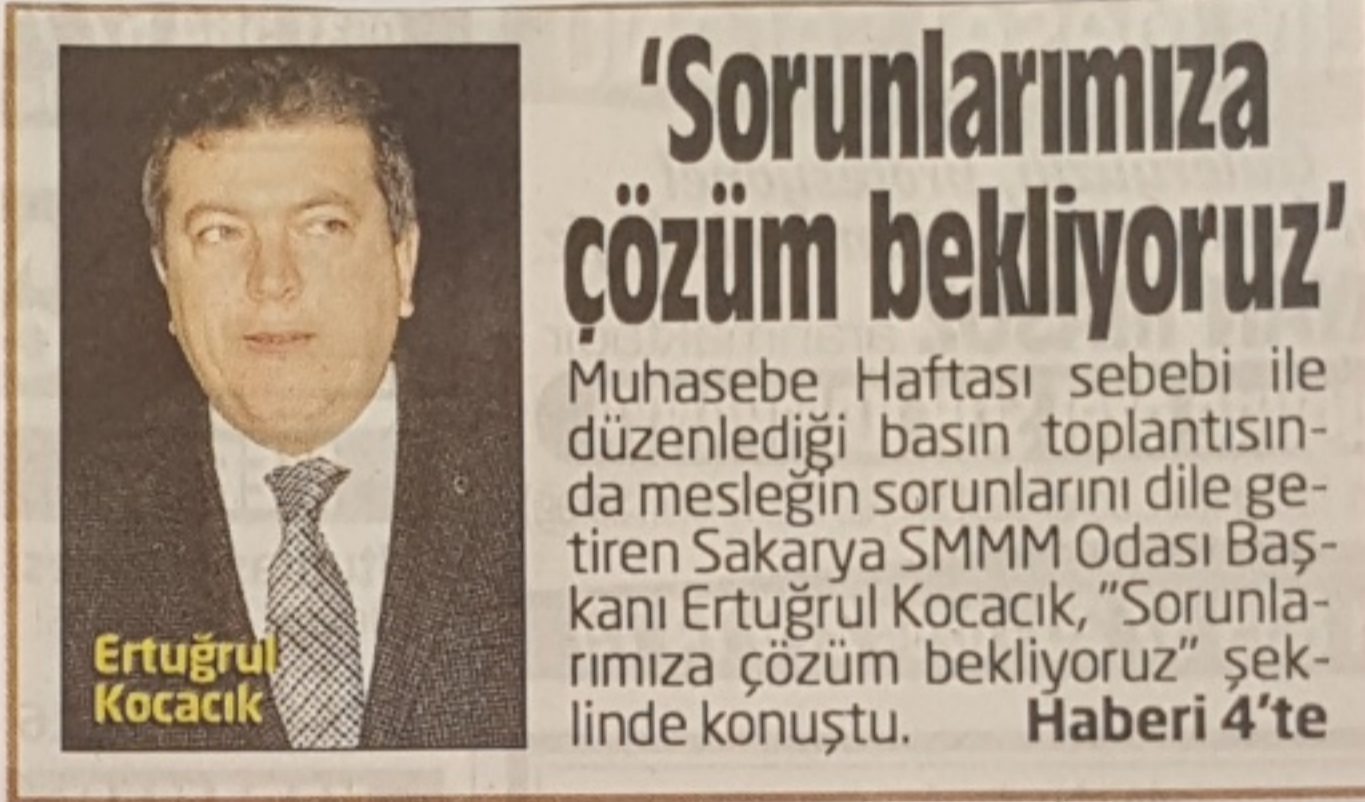 'Sorunlarımıza
çözüm bekliyoruz'
Muhasebe Haftası sebebi ile
düzenlediği basın toplantısın-
da mesleğin sorunlarını dile ge-
tiren Sakarya SMMM Odası Baş-
kanı Ertuğrul Kocacık, "Sorunla-
rımıza çözüm bekliyoruz" şek-
linde konuştu. Haberi 4'te
Ertuğrul
Kocacık